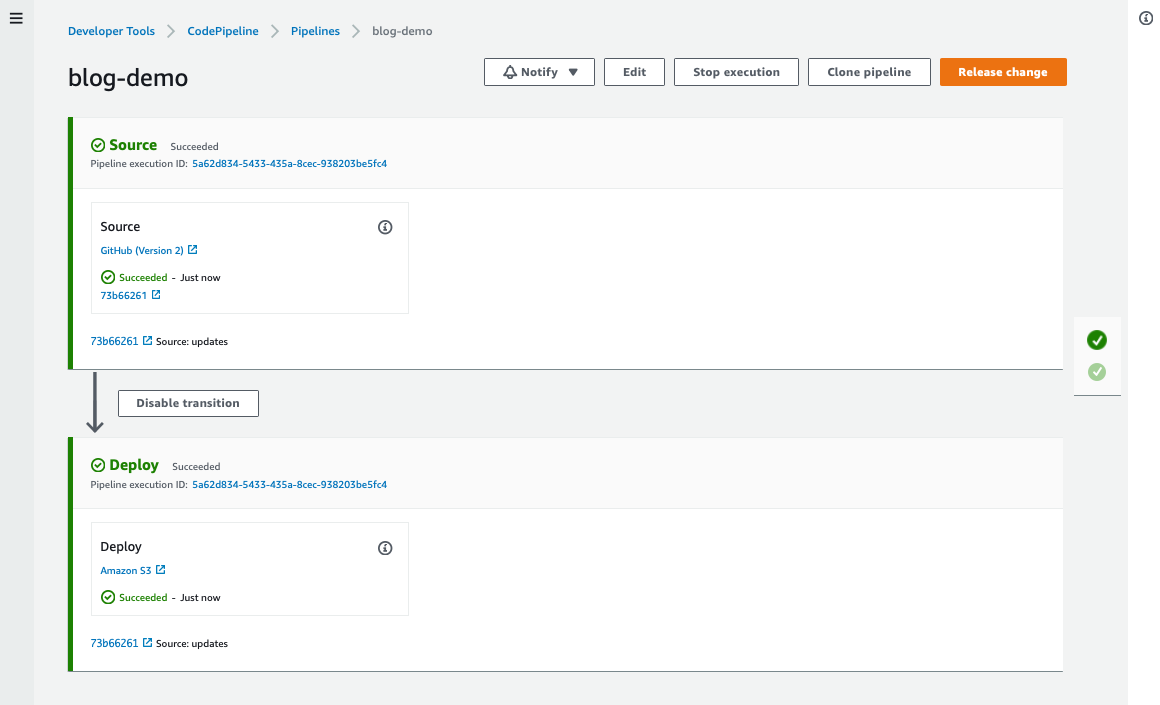 Developer Tools > CodePipeline > Pipelines > blog-demo
blog-demo
Notify ▼ Edit Stop execution Clone pipeline Release change
Source Succeeded
Pipeline execution ID: 5a62d834-5433-435a-8cec-938203be5fc4
Source
GitHub (Version 2)
Succeeded - Just now
73b66261
73b66261 Source: updates
Disable transition
Deploy Succeeded
Pipeline execution ID: 5a62d834-5433-435a-8cec-938203be5fc4
Deploy
Amazon S3
Succeeded - Just now
73b66261 Source: updates